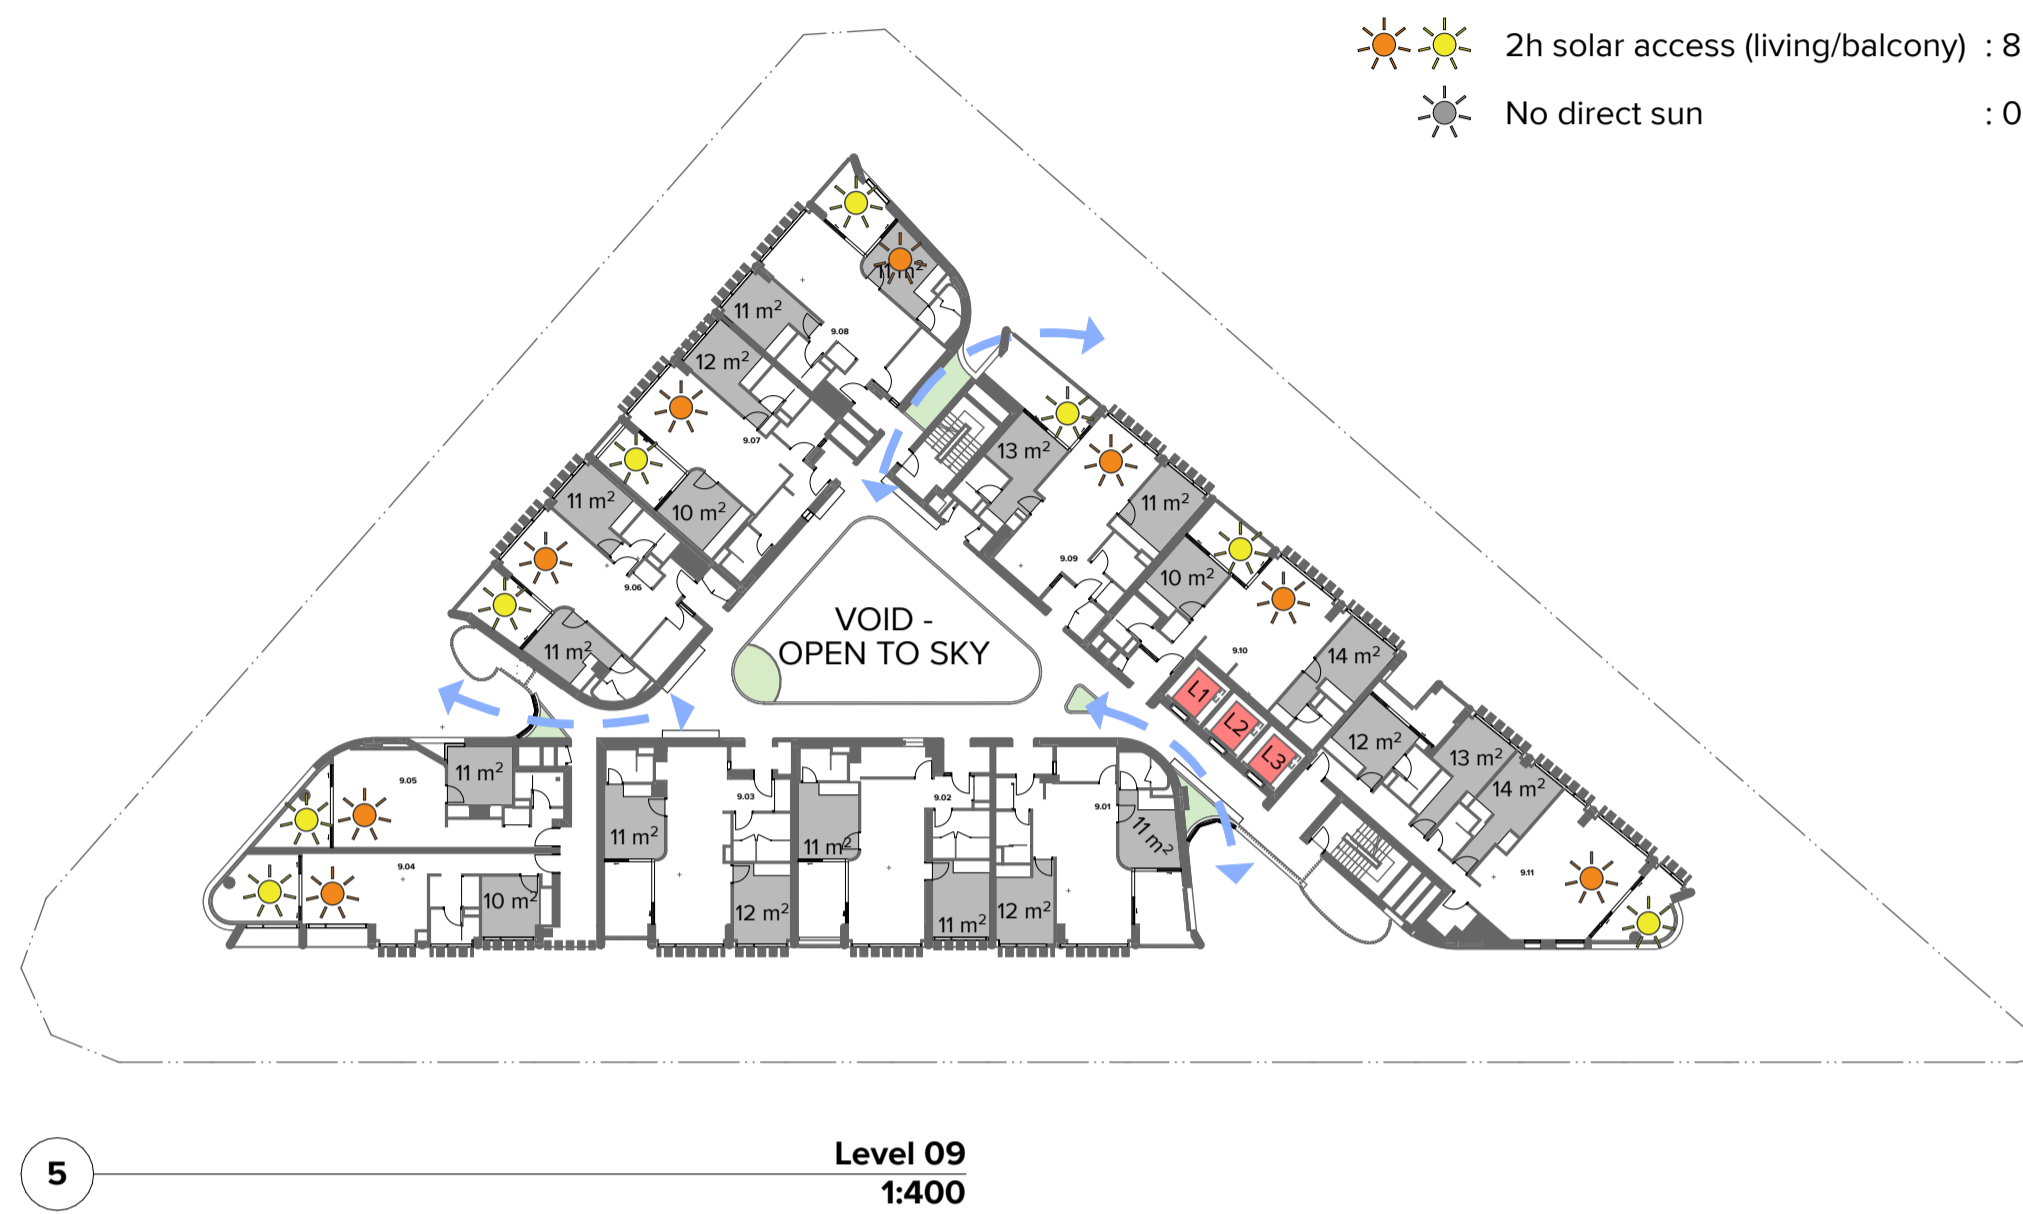 2h solar access (living/balcony) : 8
No direct sun : 0
11 m²
11 m²
9.08
12 m²
9.07
13 m²
11 m²
11 m²
10 m²
9.09
10 m²
9.06
VOID -
OPEN TO SKY
11 m²
9.10
14 m²
L1
L2
L3
12 m²
13 m²
14 m²
9.05
11 m²
9.03
9.02
9.01
11 m²
11 m²
11 m²
9.04
10 m²
12 m²
11 m²
12 m²
9.11
5
Level 09
1:400